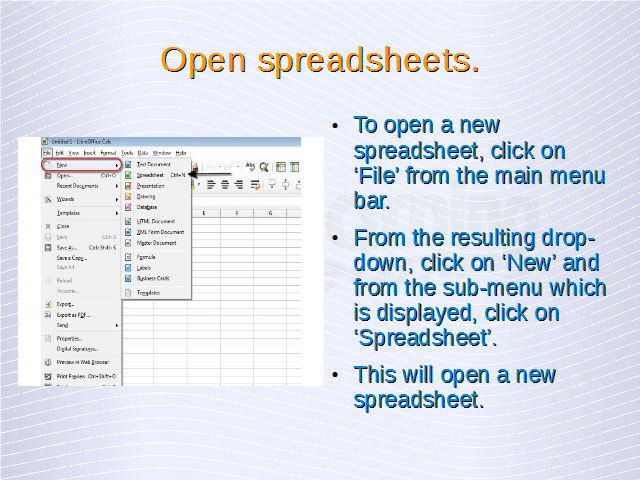 Open spreadsheets.
Untitled 1 - LibreOffice Calc
File Edit View Insert Format Tools Data Window Help
New
Open... Ctrl+O
Recent Documents
Wizards
Templates
Close
Save Ctrl+S
Save As... Ctrl+Shift+S
Save a Copy...
Save All
Reload
Versions...
Export...
Export as PDF...
Send
Properties...
Digital Signatures...
Preview in Web Browser
Print Preview Ctrl+Shift+O
Text Document
Spreadsheet Ctrl+N
Presentation
Drawing
Database
HTML Document
XML Form Document
Master Document
Formula
Labels
Business Cards
Templates
E F G
• To open a new
spreadsheet, click on
‘File’ from the main menu
bar.
• From the resulting drop-
down, click on ‘New’ and
from the sub-menu which
is displayed, click on
‘Spreadsheet’.
• This will open a new
spreadsheet.